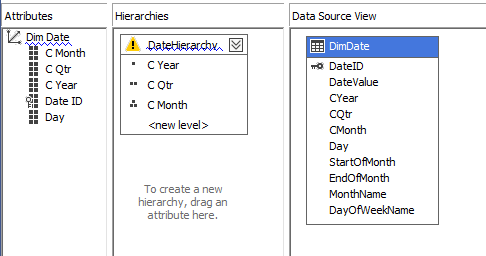 Attributes
Dim Date
C Month
C Qtr
C Year
Date ID
Day
Hierarchies
DateHierarchy
C Year
C Qtr
C Month
<new level>
To create a new
hierarchy, drag an
attribute here.
Data Source View
DimDate
DateID
DateValue
CYear
CQtr
CMonth
Day
StartOfMonth
EndOfMonth
MonthName
DayOfWeekName